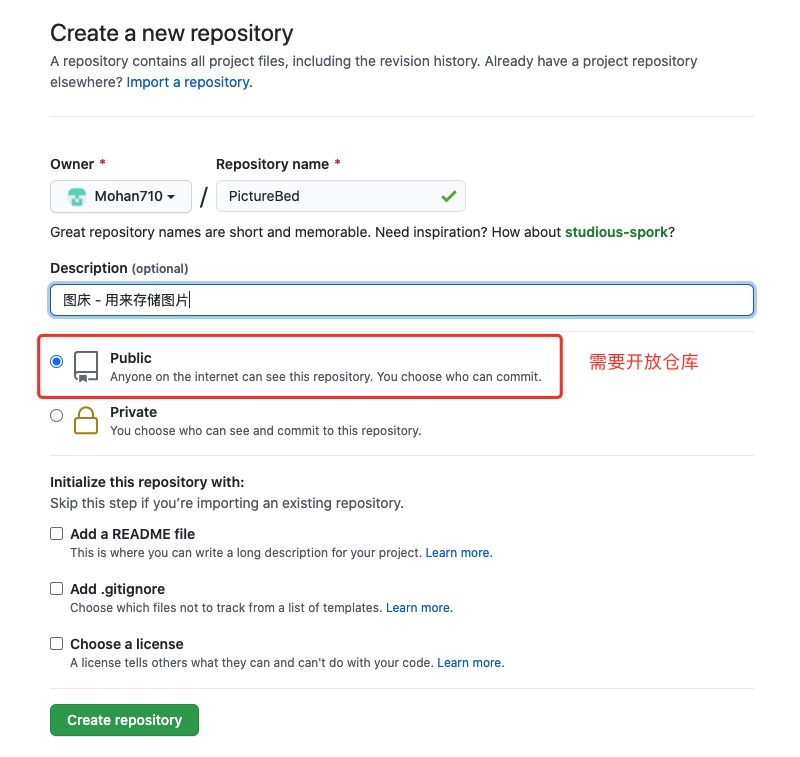 Create a new repository
A repository contains all project files, including the revision history. Already have a project repository
elsewhere? Import a repository.
Owner * Repository name *
Mohan710 / PictureBed
Great repository names are short and memorable. Need inspiration? How about studious-spork?
Description (optional)
图床 - 用来存储图片
Public
Anyone on the internet can see this repository. You choose who can commit.
需要开放仓库
Private
You choose who can see and commit to this repository.
Initialize this repository with:
Skip this step if you’re importing an existing repository.
Add a README file
This is where you can write a long description for your project. Learn more.
Add .gitignore
Choose which files not to track from a list of templates. Learn more.
Choose a license
A license tells others what they can and can't do with your code. Learn more.
Create repository